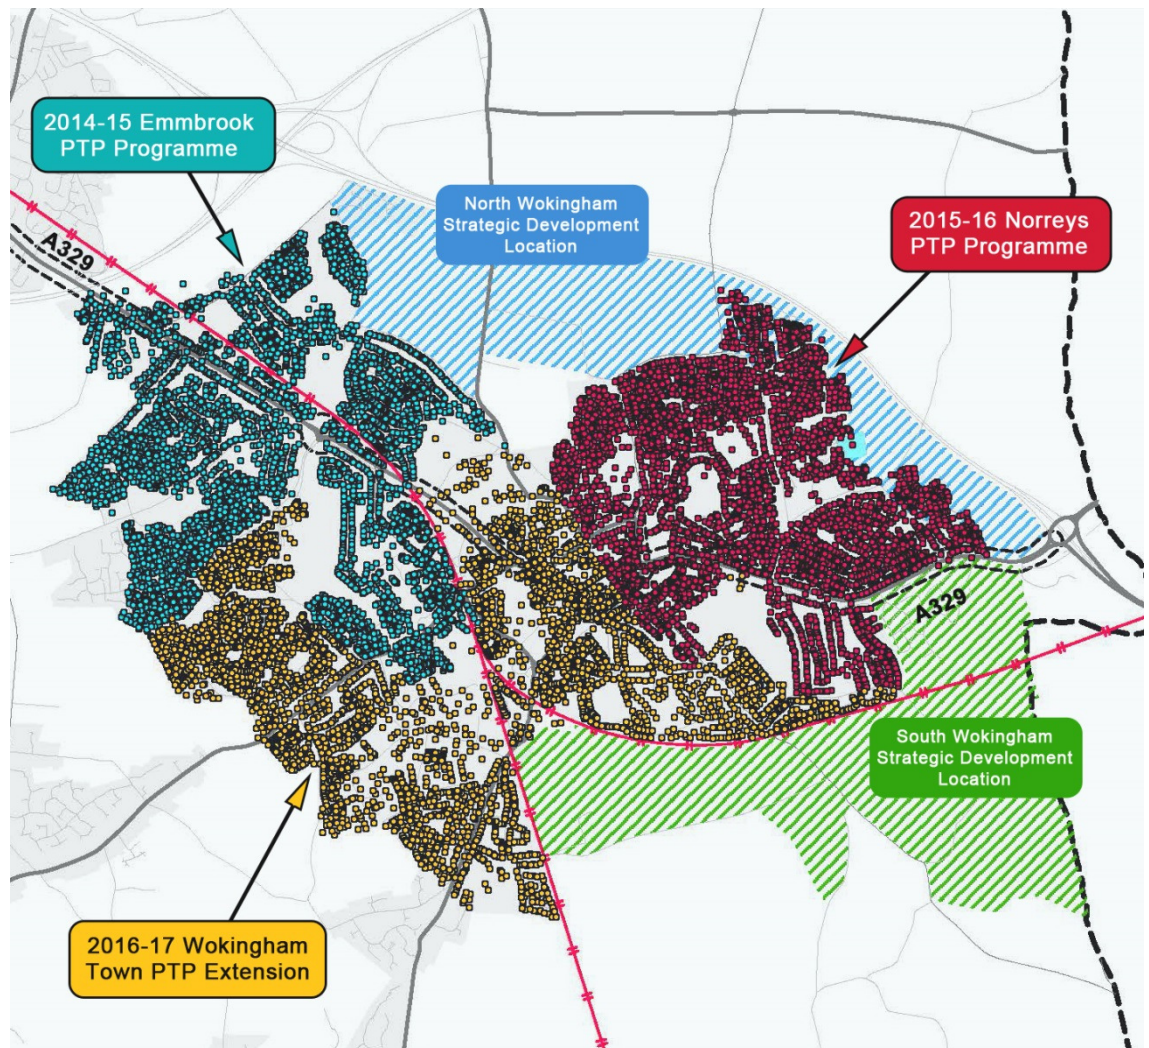 2014-15 Emmbrook
PTP Programme
North Wokingham
Strategic Development
Location
2015-16 Norreys
PTP Programme
A329
A329
South Wokingham
Strategic Development
Location
2016-17 Wokingham
Town PTP Extension